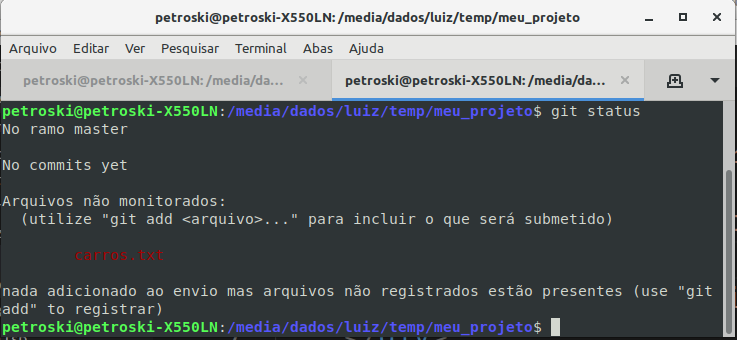 petroski@petroski-X550LN: /media/dados/luiz/temp/meu_projeto
Arquivo Editar Ver Pesquisar Terminal Abas Ajuda
petroski@petroski-X550LN: /media/da... petroski@petroski-X550LN: /media/da...
petroski@petroski-X550LN:/media/dados/luiz/temp/meu_projeto$ git status
No ramo master
No commits yet
Arquivos não monitorados:
(utilize "git add <arquivo>..." para incluir o que será submetido)
carros.txt
nada adicionado ao envio mas arquivos não registrados estão presentes (use "git
add" to registrar)
petroski@petroski-X550LN:/media/dados/luiz/temp/meu_projeto$